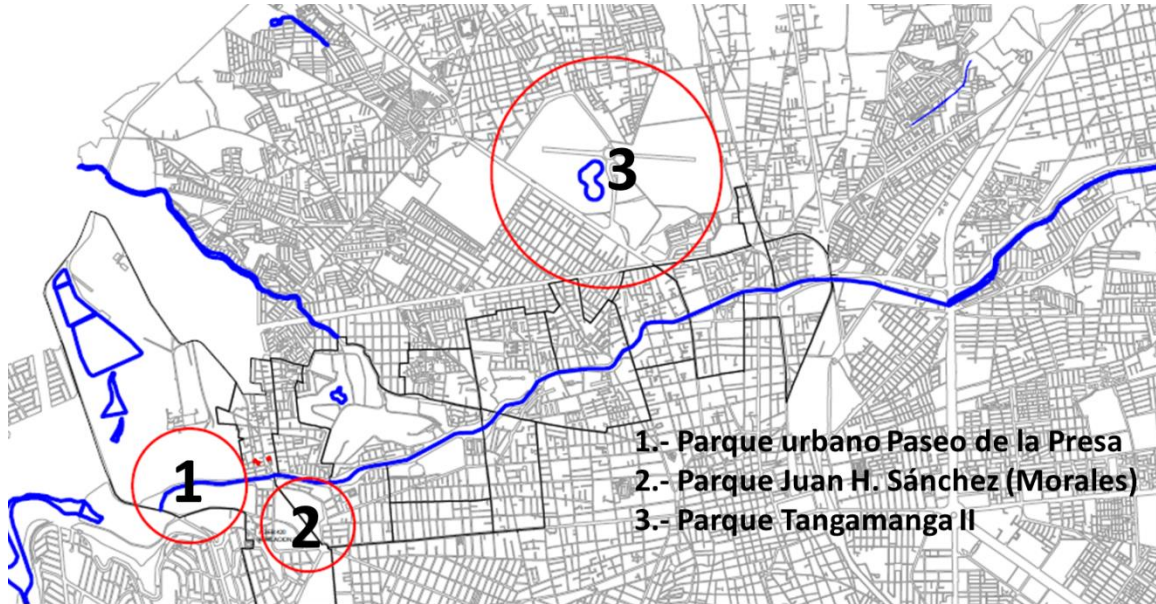 3
1
2
1.- Parque urbano Paseo de la Presa
2.- Parque Juan H. Sánchez (Morales)
3.- Parque Tangamanga II